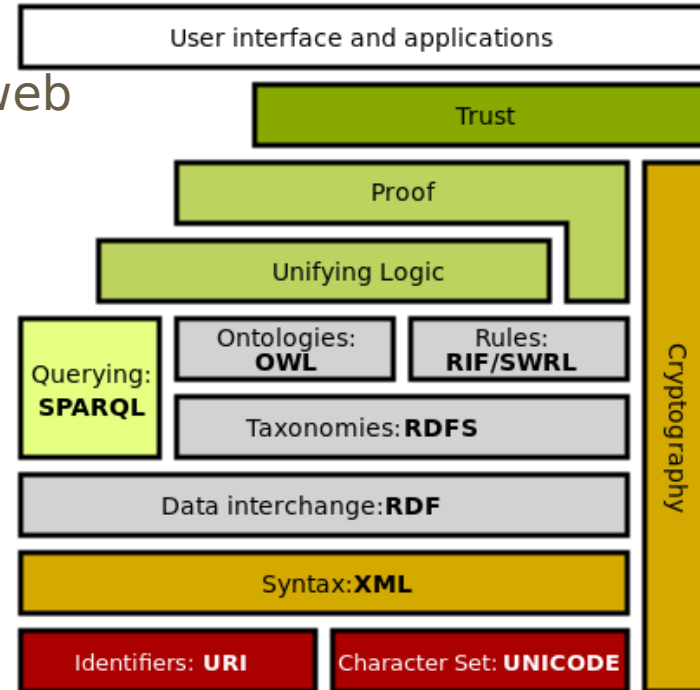 User interface and applications
web
Trust
Proof
Unifying Logic
Ontologies:
OWL
Rules:
RIF/SWRL
Querying:
SPARQL
Taxonomies:RDFS
Cryptography
Data interchange:RDF
Syntax:XML
Identifiers: URI
Character Set: UNICODE